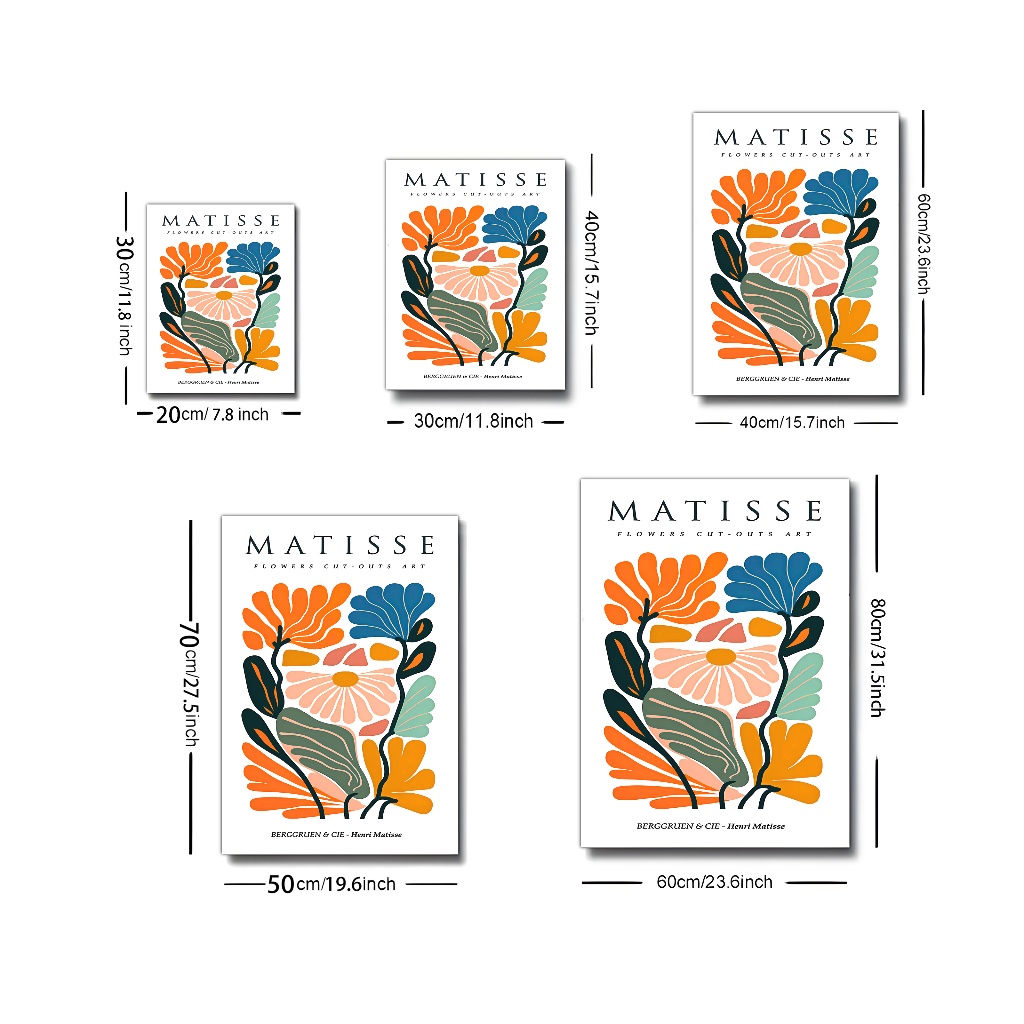 MATISSE
FLOWERS CUT-OUTS ART
BERGGRUEN & CIE - Henri Matisse
30cm/11.8 inch
20cm/ 7.8 inch
MATISSE
FLOWERS CUT-OUTS ART
BERGGRUEN & CIE - Henri Matisse
40cm/15.7inch
30cm/11.8inch
MATISSE
FLOWERS CUT-OUTS ART
BERGGRUEN & CIE - Henri Matisse
60cm/23.6inch
40cm/15.7inch
MATISSE
FLOWERS CUT-OUTS ART
BERGGRUEN & CIE - Henri Matisse
70cm/27.5inch
50cm/19.6inch
MATISSE
FLOWERS CUT-OUTS ART
BERGGRUEN & CIE - Henri Matisse
80cm/31.5inch
60cm/23.6inch